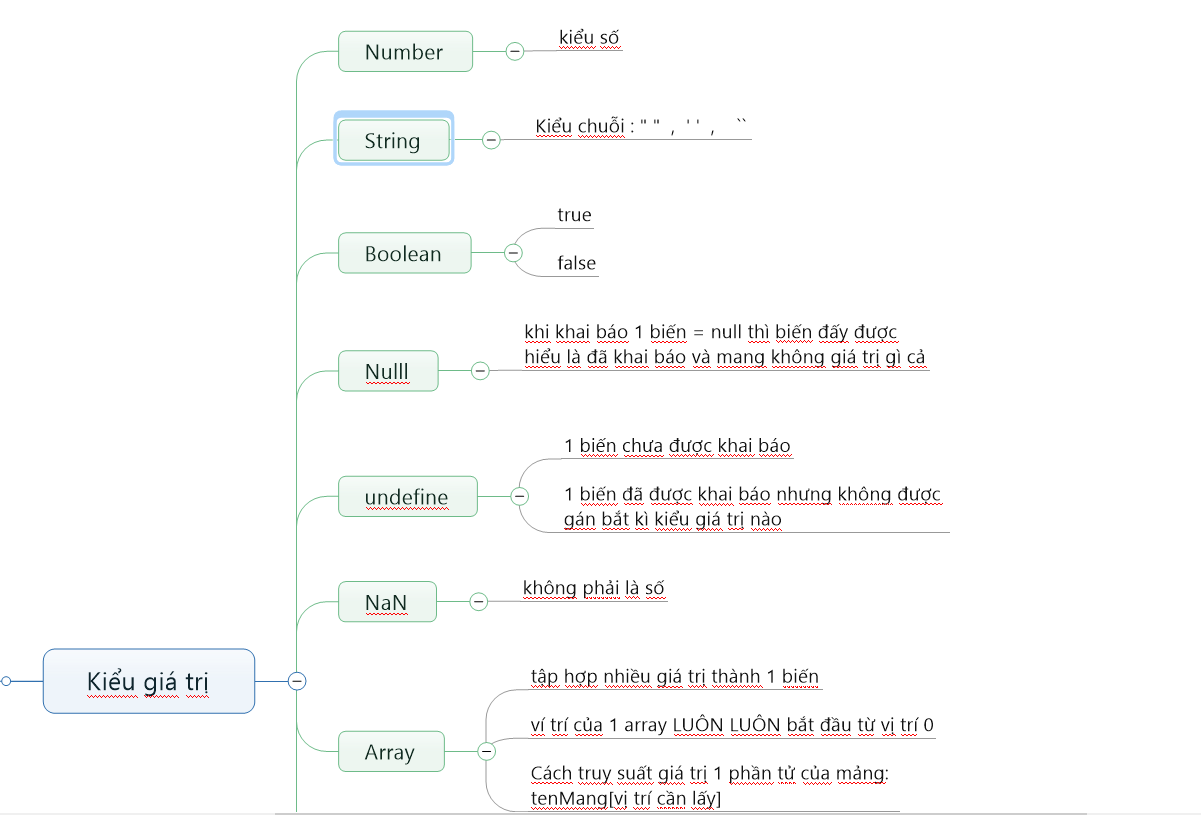 Number
kiểu số
String
Kiểu chuỗi : " " , ' ' , ``
Boolean
true
false
Nulll
khi khai báo 1 biến = null thì biến đấy được
hiểu là đã khai báo và mang không giá trị gì cả
undefine
1 biến chưa được khai báo
1 biến đã được khai báo nhưng không được
gán bắt kì kiểu giá trị nào
NaN
không phải là số
Kiểu giá trị
Array
tập hợp nhiều giá trị thành 1 biến
ví trí của 1 array LUÔN LUÔN bắt đầu từ vị trí 0
Cách truy suất giá trị 1 phần tử của mảng:
tenMang[vị trí cần lấy]